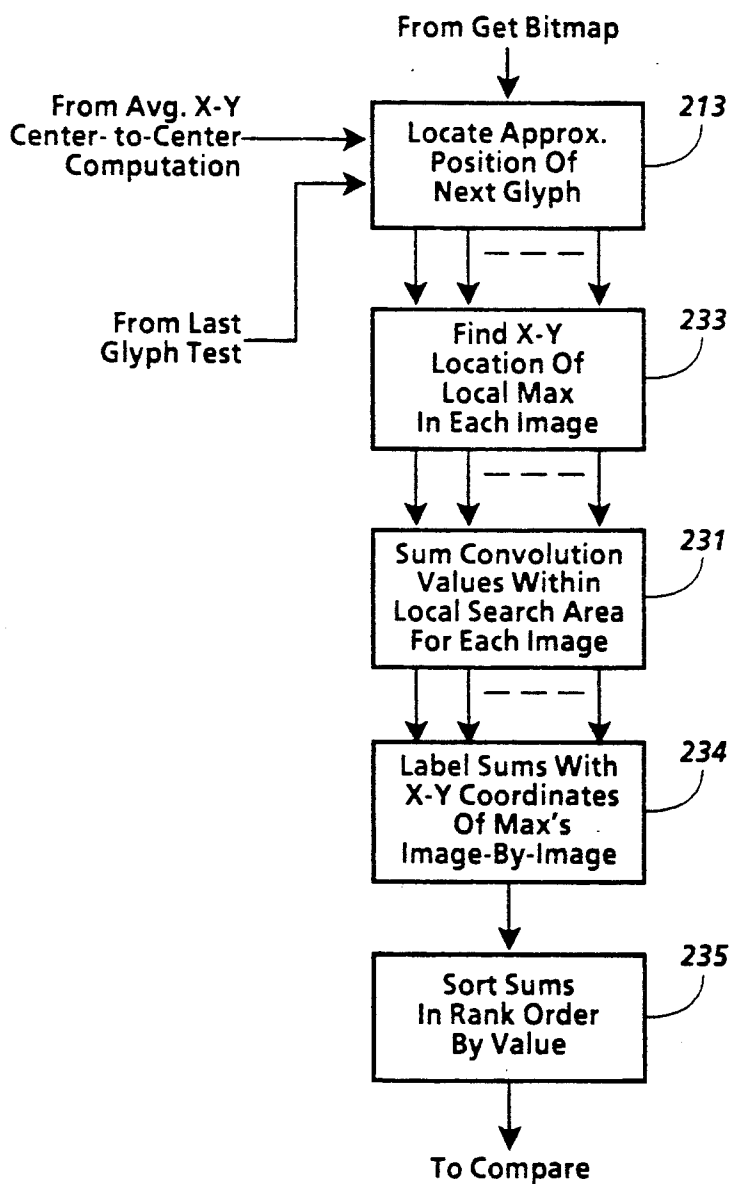 From Get Bitmap
213
From Avg. X-Y
Center- to-Center
Computation
Locate Approx.
Position Of
Next Glyph
From Last
Glyph Test
233
Find X-Y
Location Of
Local Max
In Each Image
231
Sum Convolution
Values Within
Local Search Area
For Each Image
234
Label Sums With
X-Y Coordinates
Of Max's
Image-By-Image
235
Sort Sums
In Rank Order
By Value
To Compare